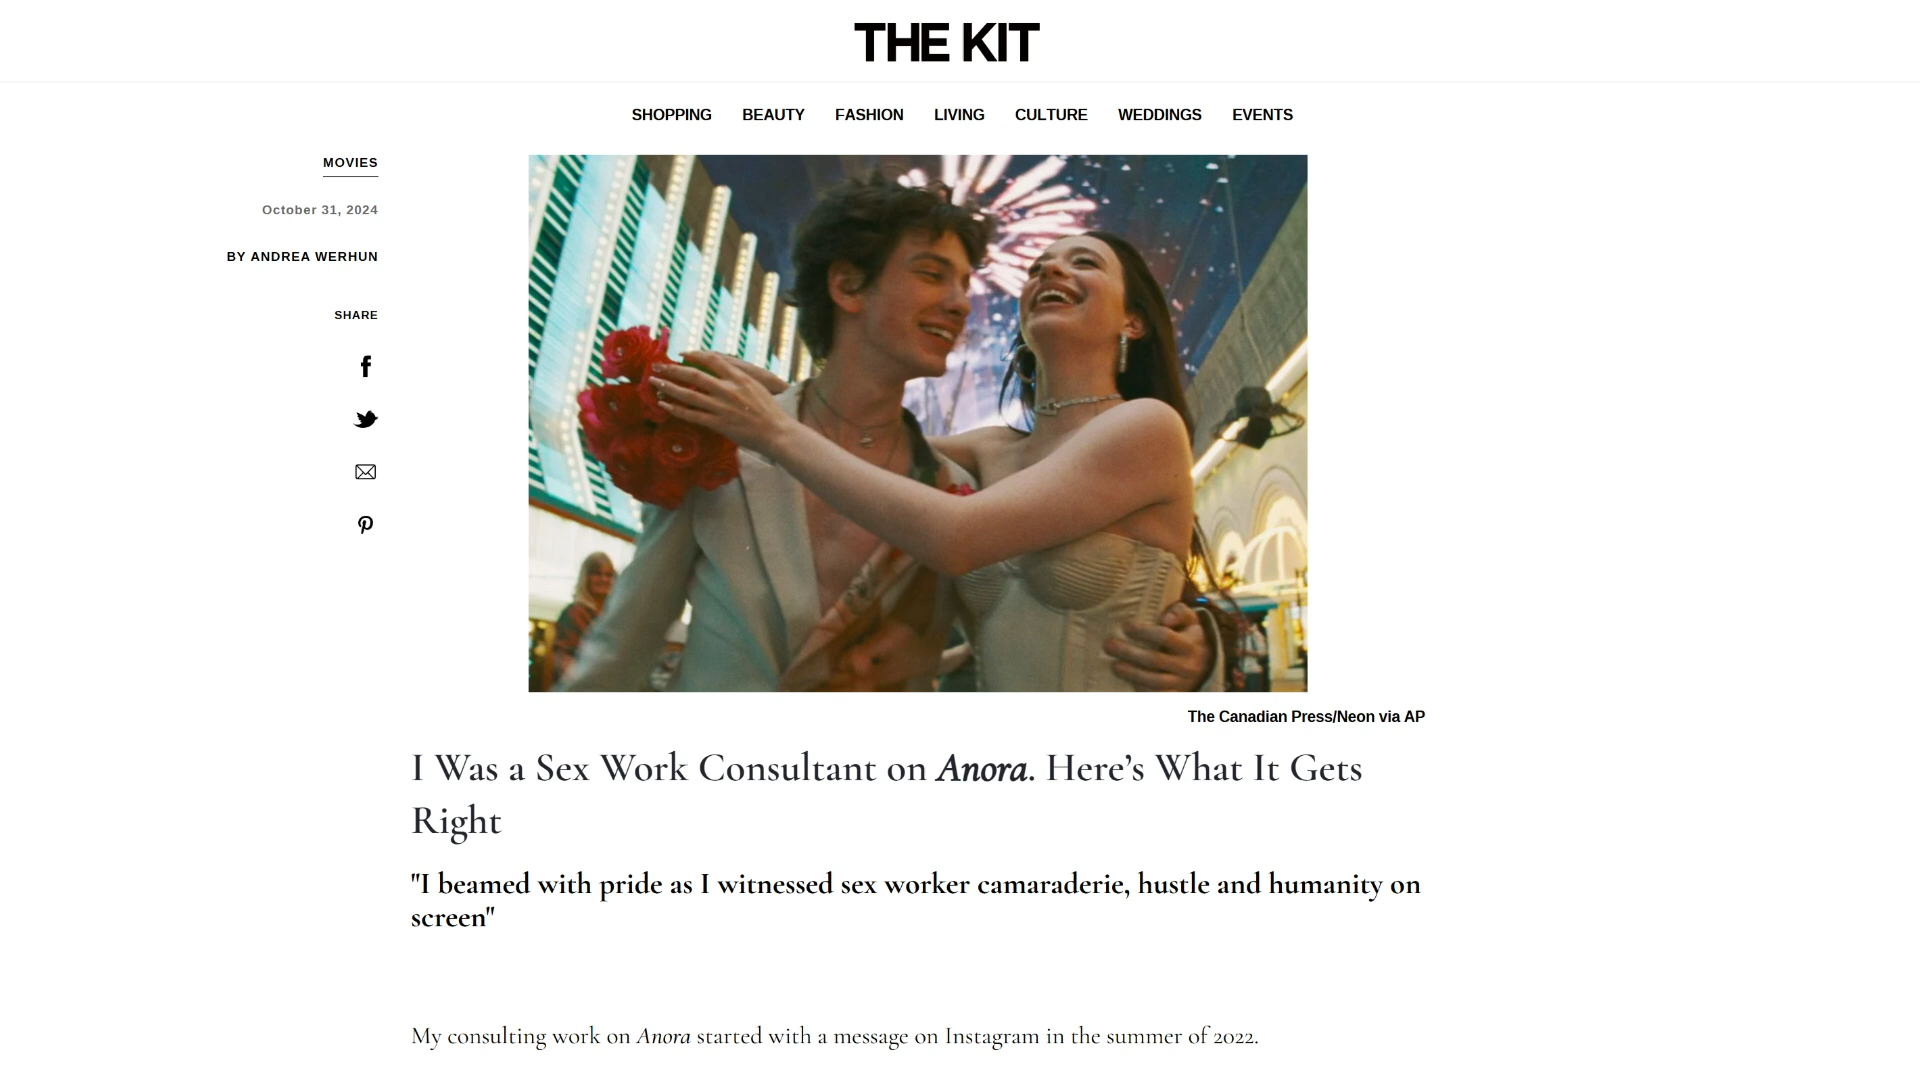 THE KIT
SHOPPING BEAUTY FASHION LIVING CULTURE WEDDINGS EVENTS
MOVIES
October 31, 2024
BY ANDREA WERHUN
SHARE
The Canadian Press/Neon via AP
I Was a Sex Work Consultant on Anora. Here’s What It Gets
Right
"I beamed with pride as I witnessed sex worker camaraderie, hustle and humanity on
screen"
My consulting work on Anora started with a message on Instagram in the summer of 2022.